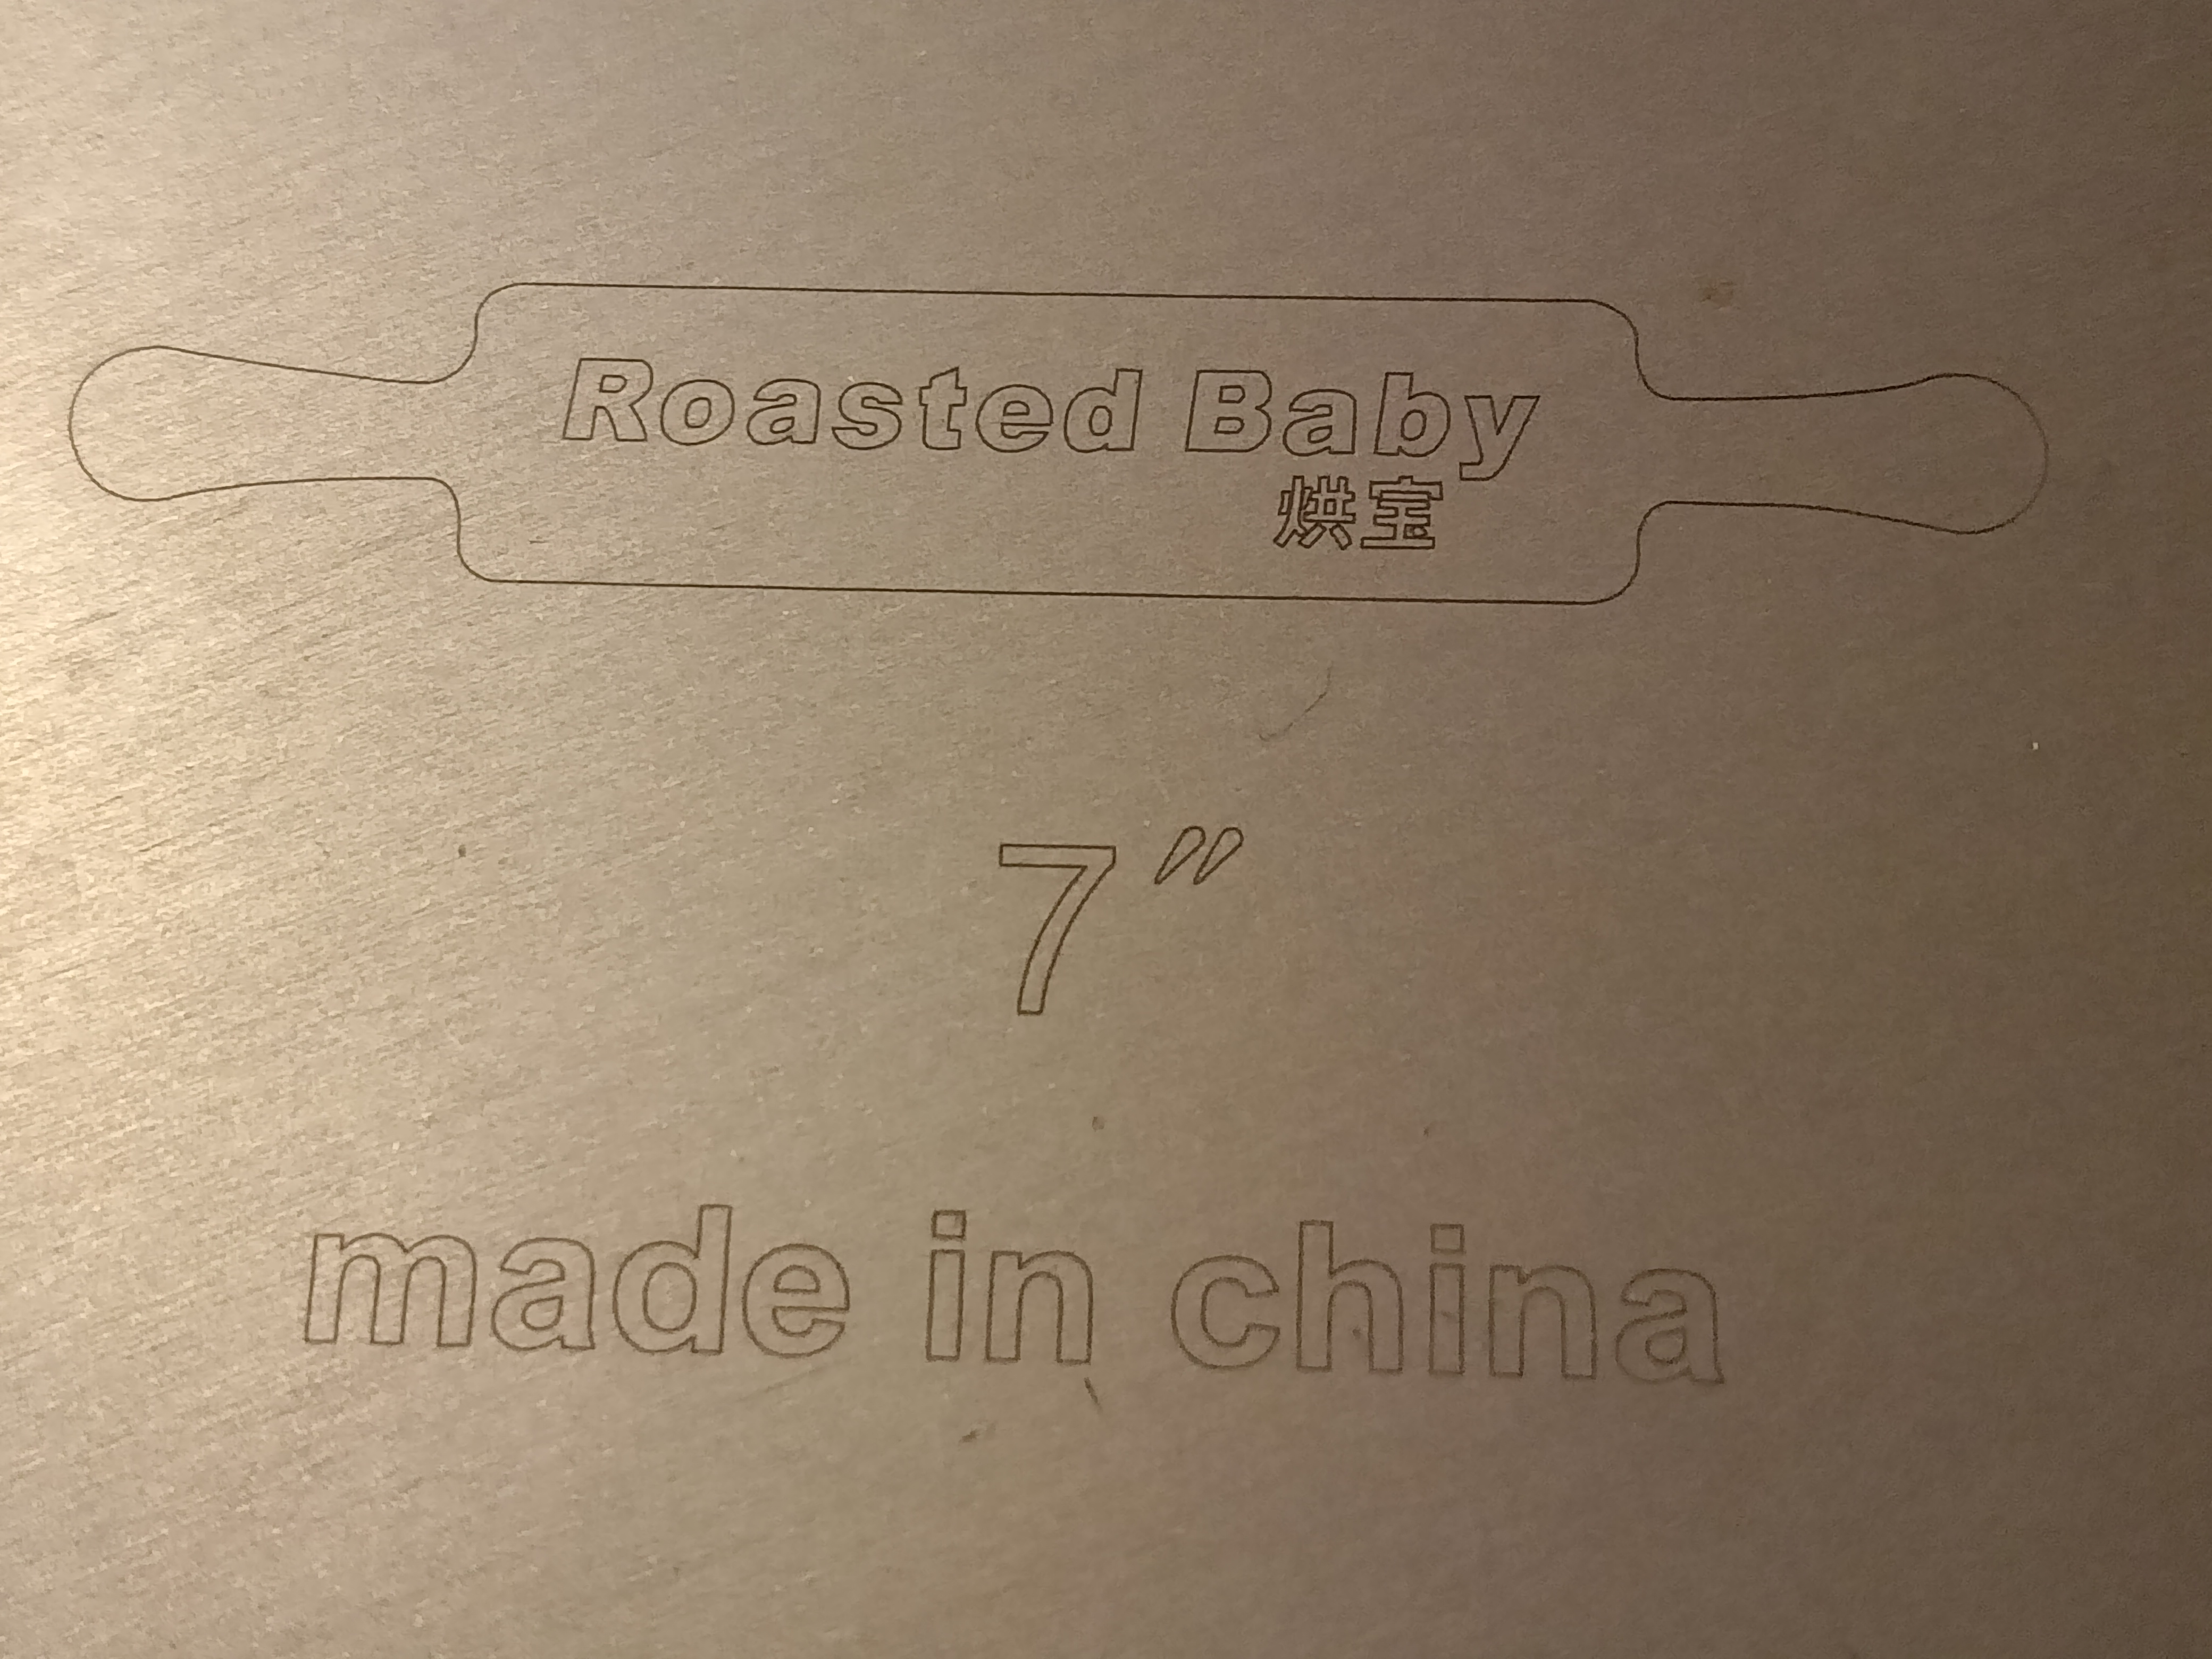 Roasted Baby
烘宝
7"
made in china